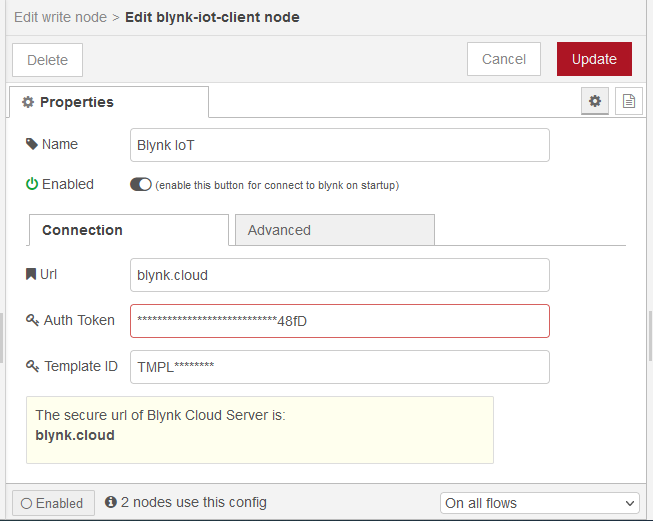 Edit write node > Edit blynk-iot-client node
Delete
Cancel
Update
Properties
Name
Blynk IoT
Enabled
(enable this button for connect to blynk on startup)
Connection
Advanced
Url
blynk.cloud
Auth Token
****************************48fD
Template ID
TMPL********
The secure url of Blynk Cloud Server is:
blynk.cloud
Enabled
2 nodes use this config
On all flows